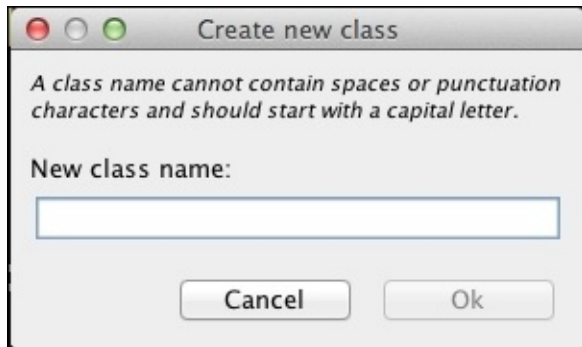 Create new class
A class name cannot contain spaces or punctuation
characters and should start with a capital letter.
New class name:
Cancel
Ok